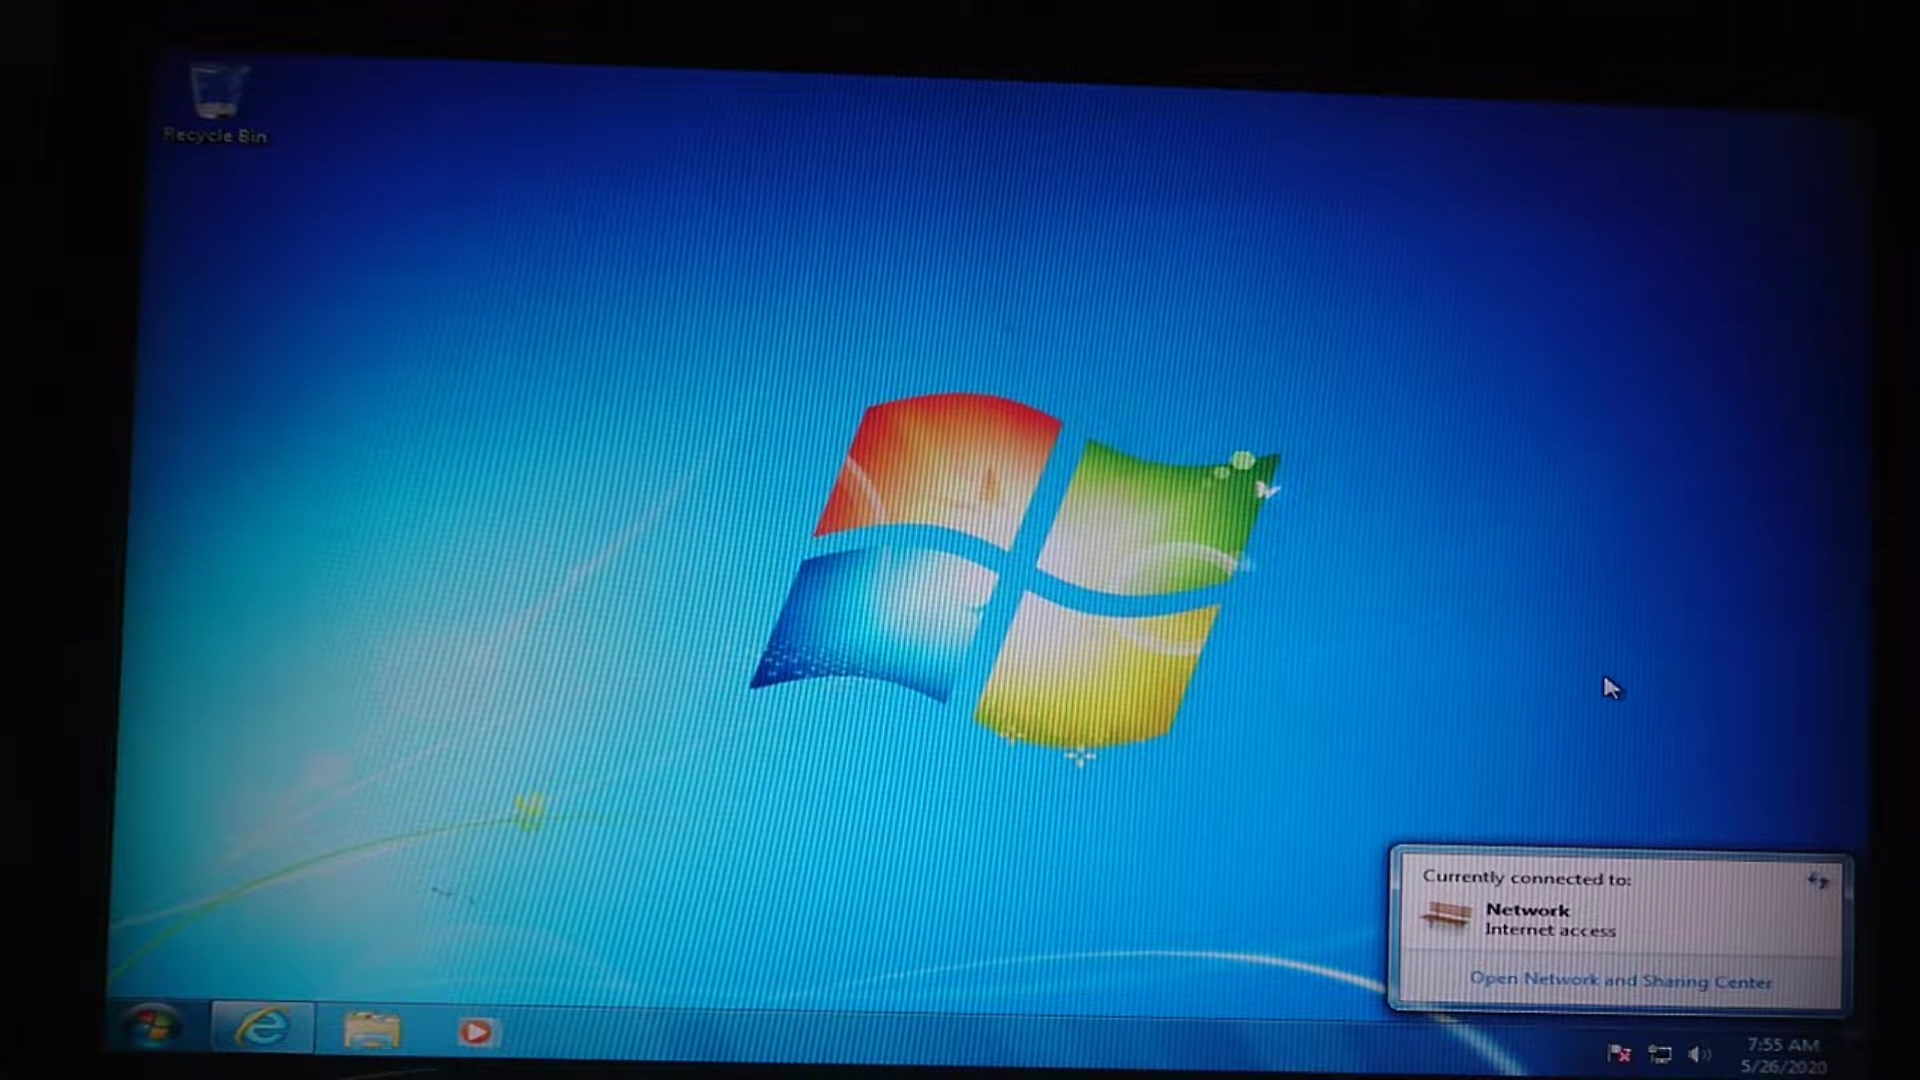 Recycle Bin
Currently connected to:
Network
Internet access
Open Network and Sharing Center
7:55 AM
5/26/2020